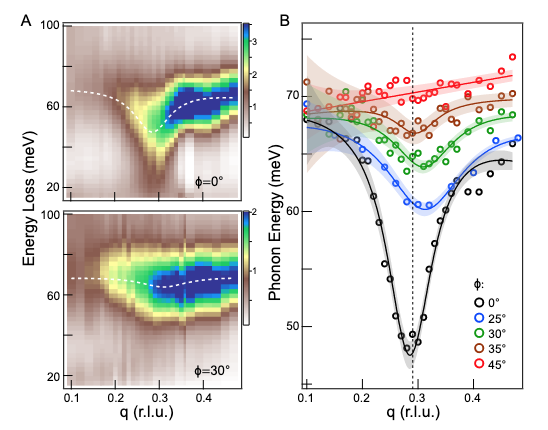 A
B
100
60
20
Energy Loss (meV)
3
2
1
ϕ=0°
100
60
20
2
1
ϕ=30°
0.1 0.2 0.3 0.4
q (r.l.u.)
Phonon Energy (meV)
70
60
50
ϕ:
0°
25°
30°
35°
45°
0.1 0.2 0.3 0.4
q (r.l.u.)